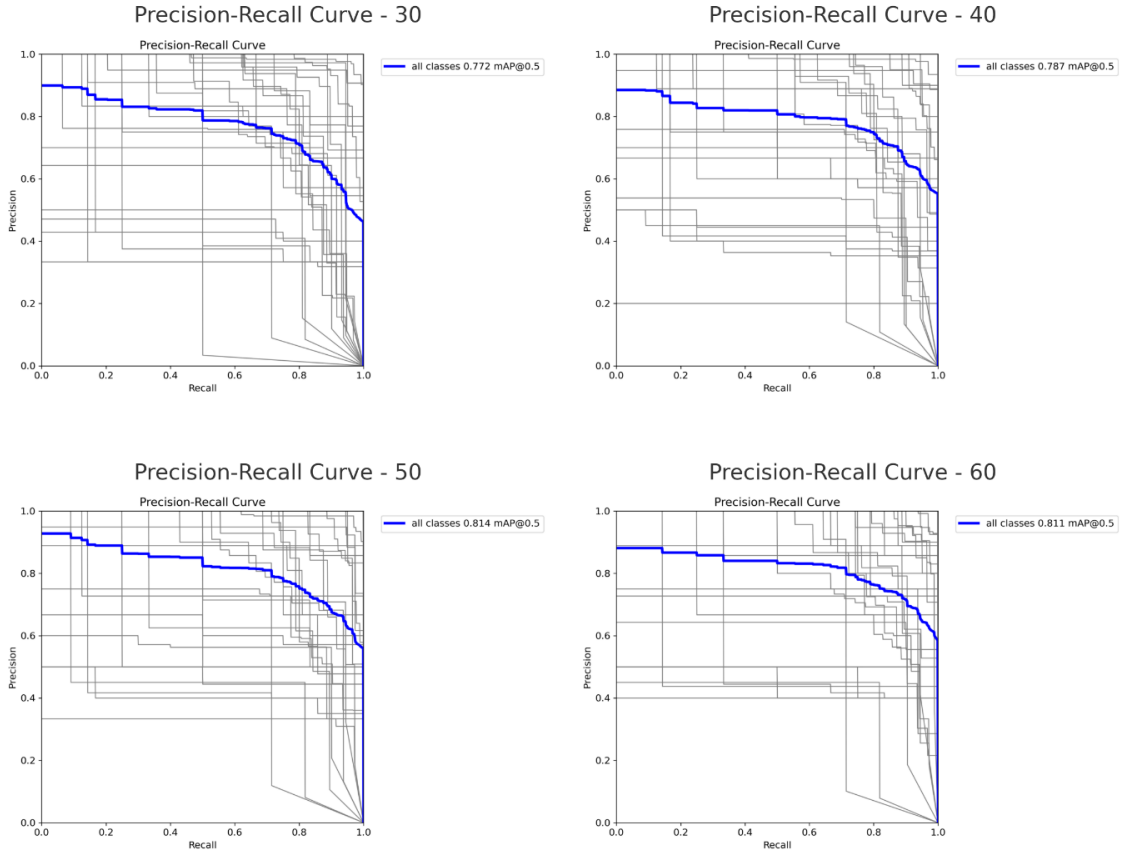 Precision-Recall Curve - 30
Precision-Recall Curve
1.0
0.8
0.6
0.4
0.2
0.0
Precision
0.0 0.2 0.4 0.6 0.8 1.0
Recall
all classes 0.772 mAP@0.5
Precision-Recall Curve - 40
Precision-Recall Curve
1.0
0.8
0.6
0.4
0.2
0.0
Precision
0.0 0.2 0.4 0.6 0.8 1.0
Recall
all classes 0.787 mAP@0.5
Precision-Recall Curve - 50
Precision-Recall Curve
1.0
0.8
0.6
0.4
0.2
0.0
Precision
0.0 0.2 0.4 0.6 0.8 1.0
Recall
all classes 0.814 mAP@0.5
Precision-Recall Curve - 60
Precision-Recall Curve
1.0
0.8
0.6
0.4
0.2
0.0
Precision
0.0 0.2 0.4 0.6 0.8 1.0
Recall
all classes 0.811 mAP@0.5